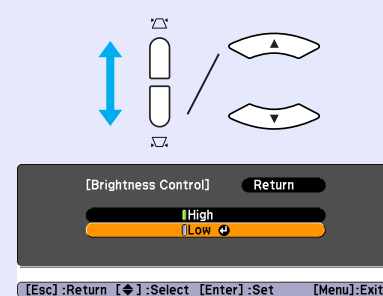 [Brightness Control] Return
High
Low
[Esc] :Return [◆] :Select [Enter] :Set [Menu]:Exit